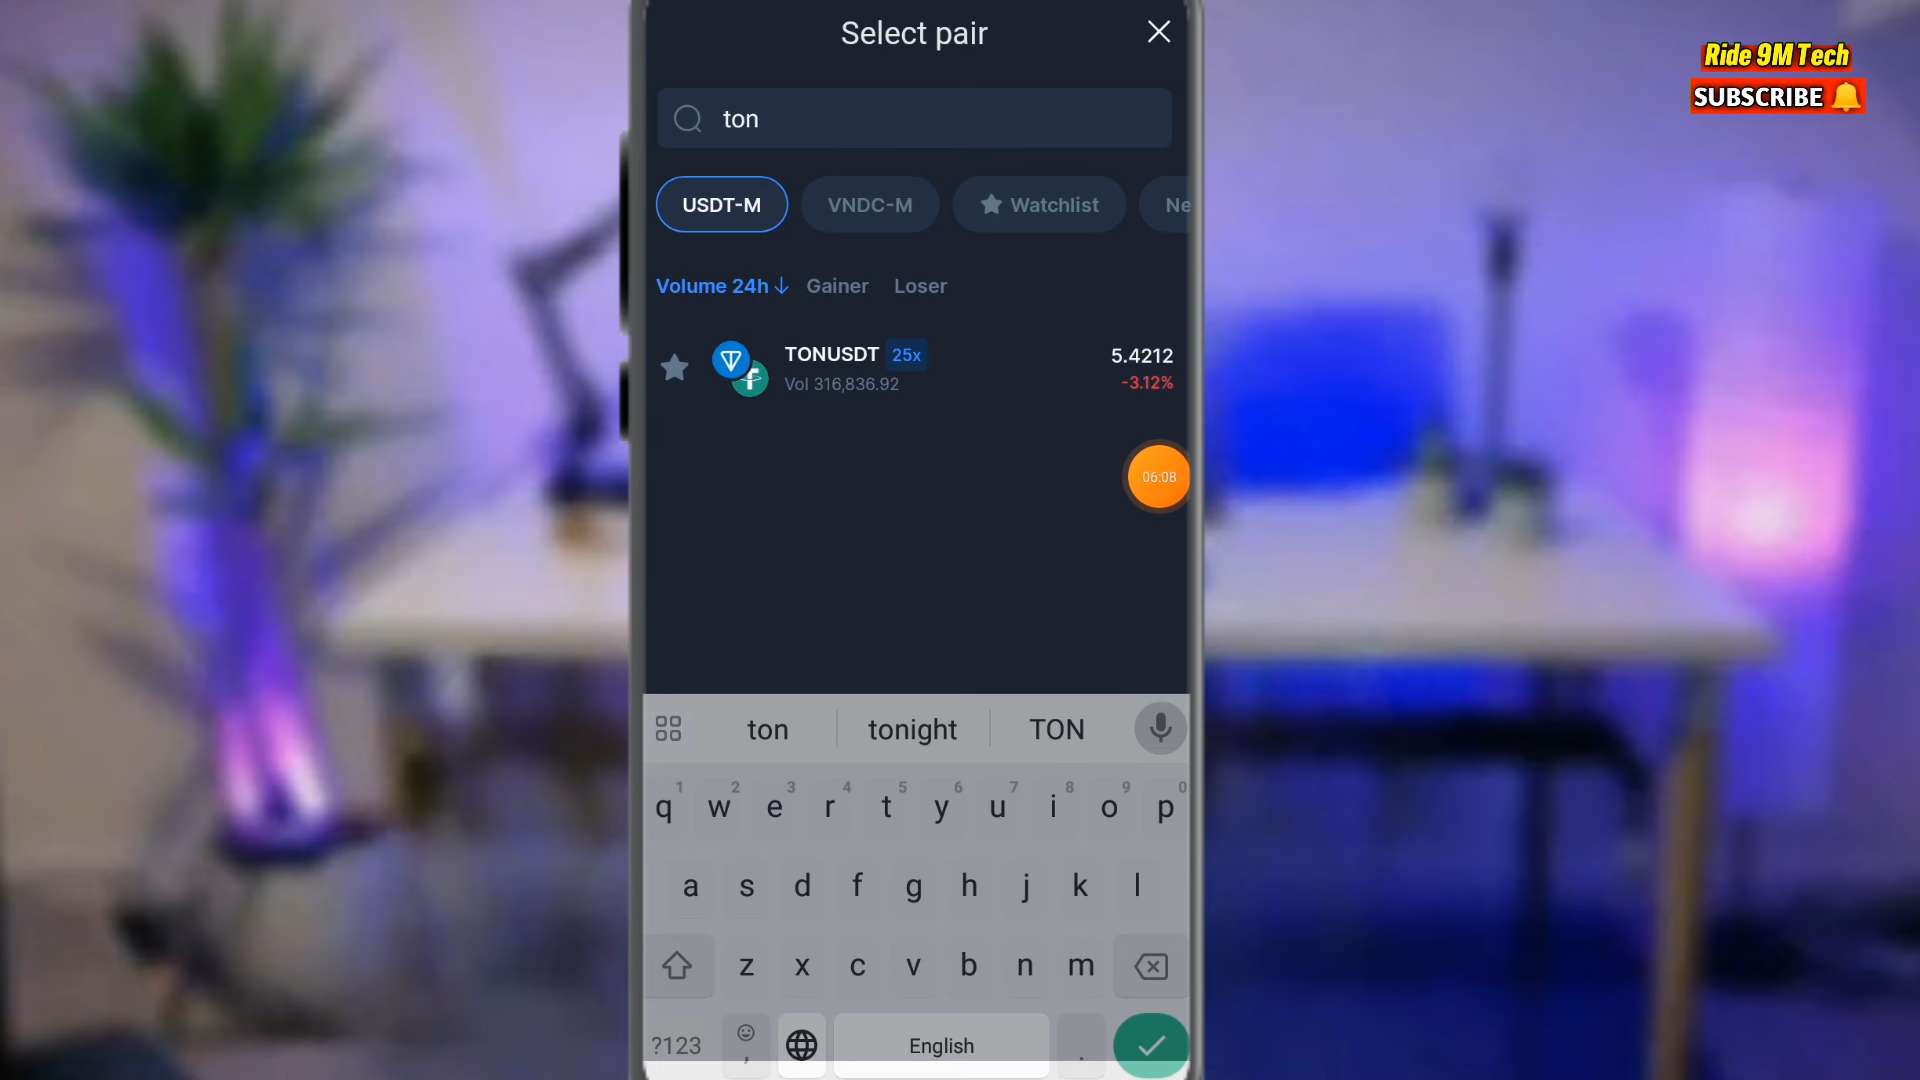 Select pair
Ride 9M Tech
SUBSCRIBE
ton
USDT-M VNDC-M Watchlist Ne
Volume 24h Gainer Loser
TONUSDT 25x 5.4212
Vol 316,836.92 -3.12%
06:08
ton tonight TON
1 2 3 4 5 6 7 8 9 0
q w e r t y u i o p
a s d f g h j k l
z x c v b n m
?123 , English .